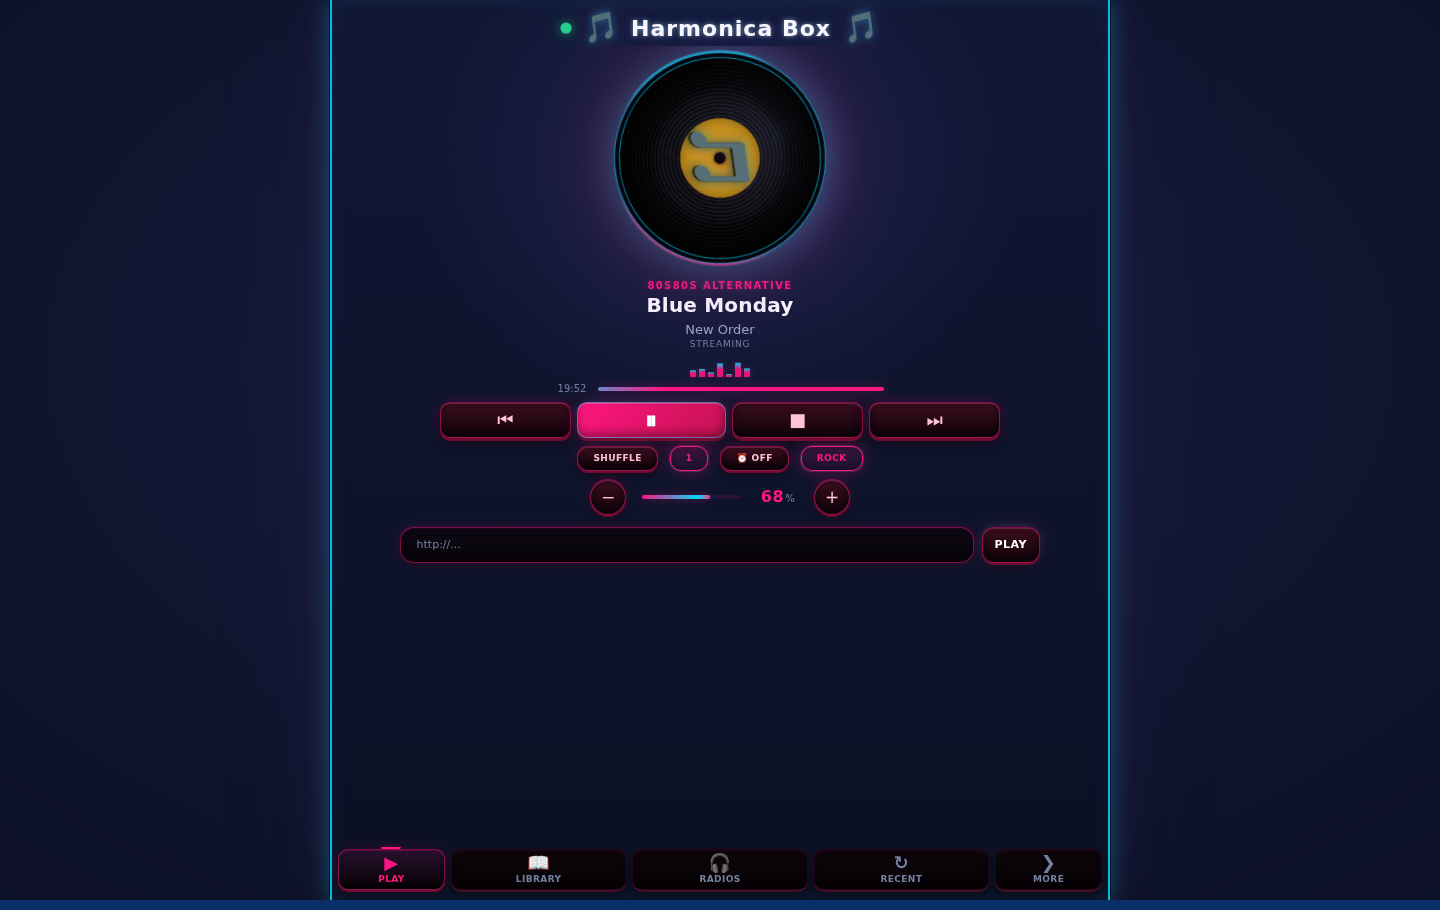 Harmonica Box
80S80S ALTERNATIVE
Blue Monday
New Order
STREAMING
19:52
SHUFFLE 1 OFF ROCK
− 68% +
http://...
PLAY
PLAY LIBRARY RADIOS RECENT MORE